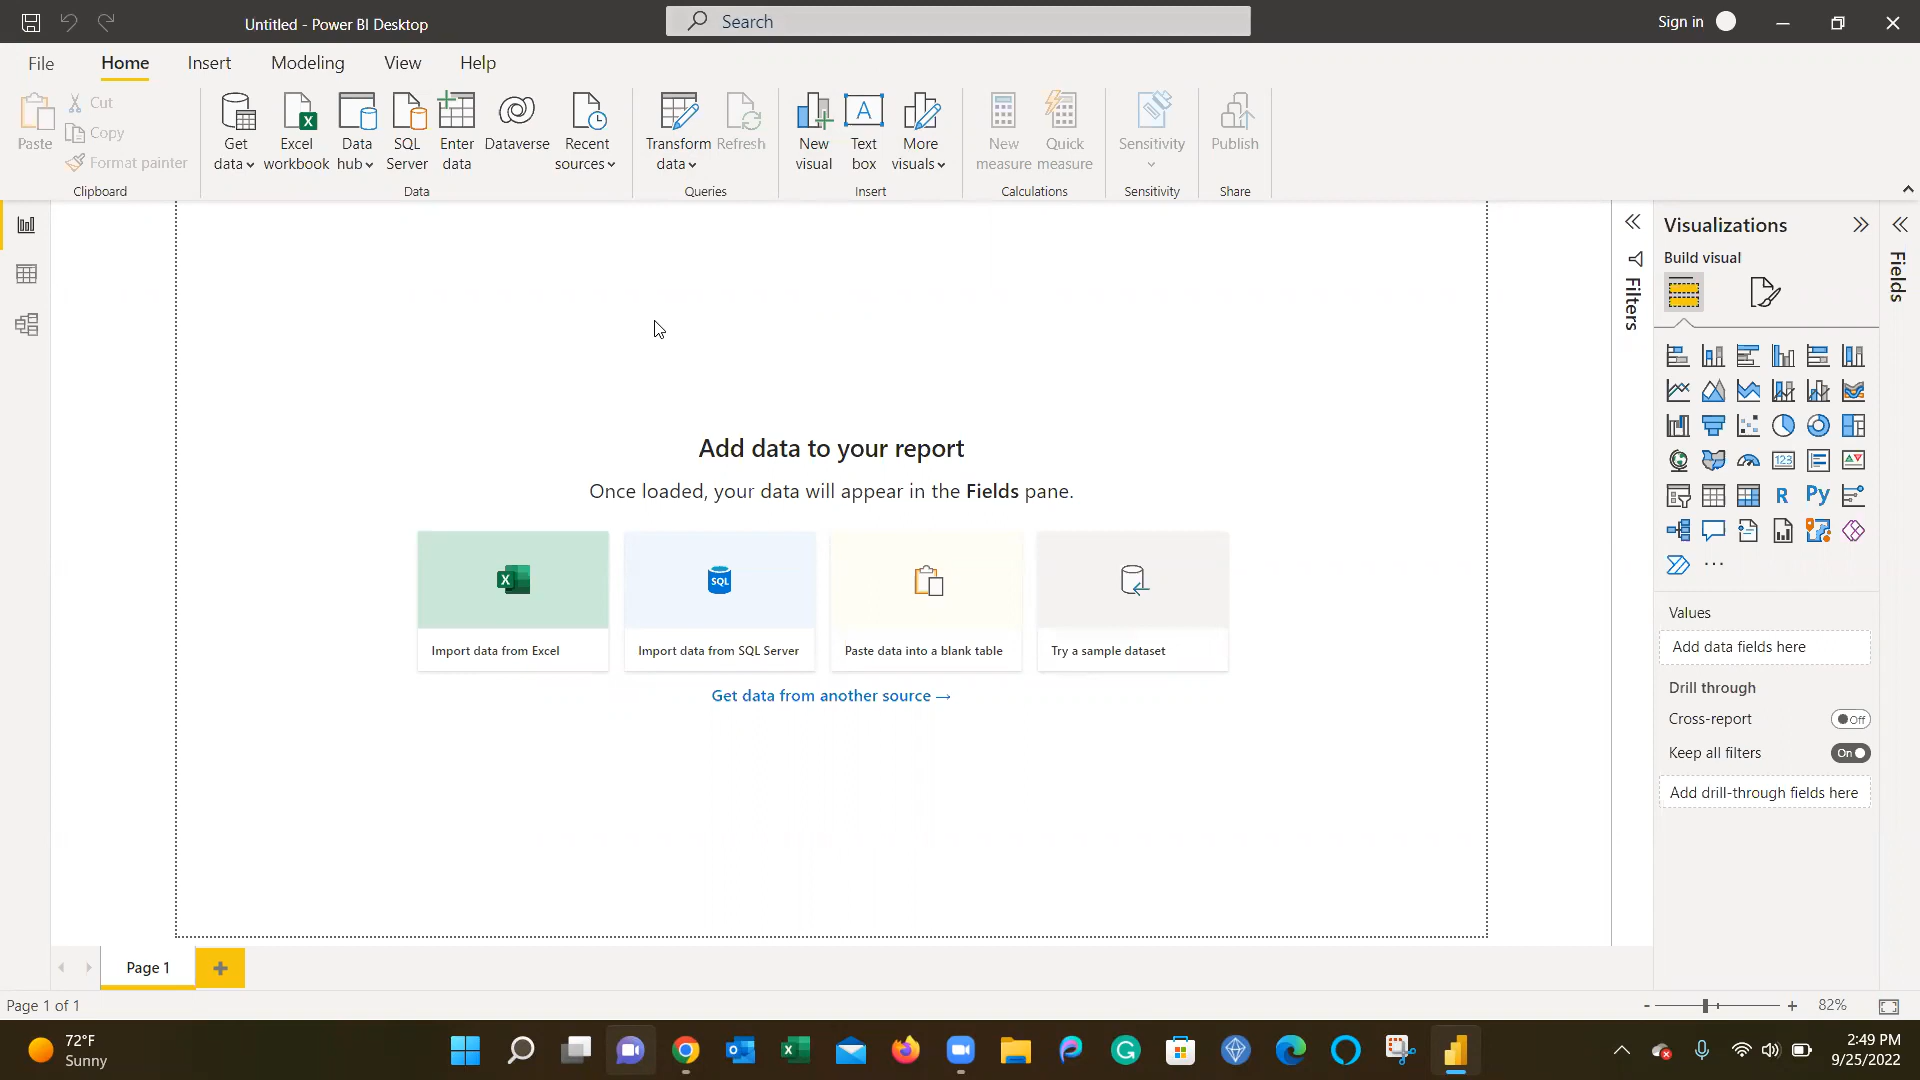 Untitled - Power BI Desktop
Search
Sign in
File
Home
Insert
Modeling
View
Help
Paste
Cut
Copy
Format painter
Clipboard
Get data
Excel workbook
Data hub
SQL Server
Enter data
Dataverse
Recent sources
Data
Transform data
Refresh
Queries
New visual
Text box
More visuals
Insert
New measure
Quick measure
Calculations
Sensitivity
Sensitivity
Publish
Share
Filters
Visualizations
Build visual
Fields
123
R
Py
Values
Add data fields here
Drill through
Cross-report
Off
Keep all filters
On
Add drill-through fields here
Add data to your report
Once loaded, your data will appear in the Fields pane.
X
SQL
Import data from Excel
Import data from SQL Server
Paste data into a blank table
Try a sample dataset
Get data from another source →
Page 1
Page 1 of 1
82%
72°F
Sunny
2:49 PM
9/25/2022